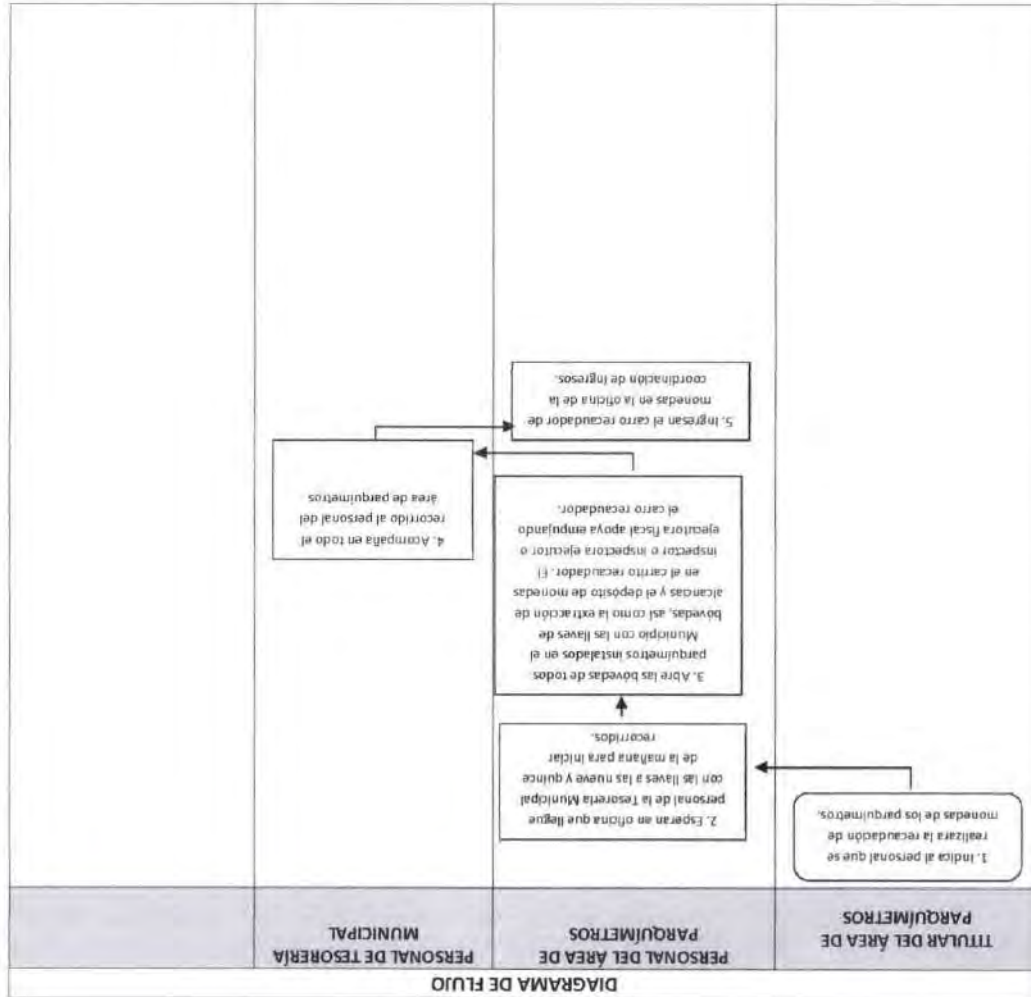 DIAGRAMA DE FLUJO
TITULAR DEL ÁREA DE
PARQUÍMETROS
PERSONAL DEL ÁREA DE
PARQUÍMETROS
PERSONAL DE TESORERÍA
MUNICIPAL
1. Indica al personal que se
realizara la recaudación de
monedas de los parquímetros.
2. Esperan en oficina que llegue
personal de la Tesorería Municipal
con las llaves a las nueve y quince
de la mañana para iniciar
recorridos.
3. Abre las bóvedas de todos
parquímetros instalados en el
Municipio con las llaves de
bóvedas, así como la extracción de
alcancías y el depósito de monedas
en el carrito recaudador. El
inspector o inspectora ejecutor o
ejecutora fiscal apoya empujando
el carro recaudador.
4. Acompaña en todo el
recorrido al personal del
área de parquímetros
5. Ingresan el carro recaudador de
monedas en la oficina de la
coordinación de Ingresos.